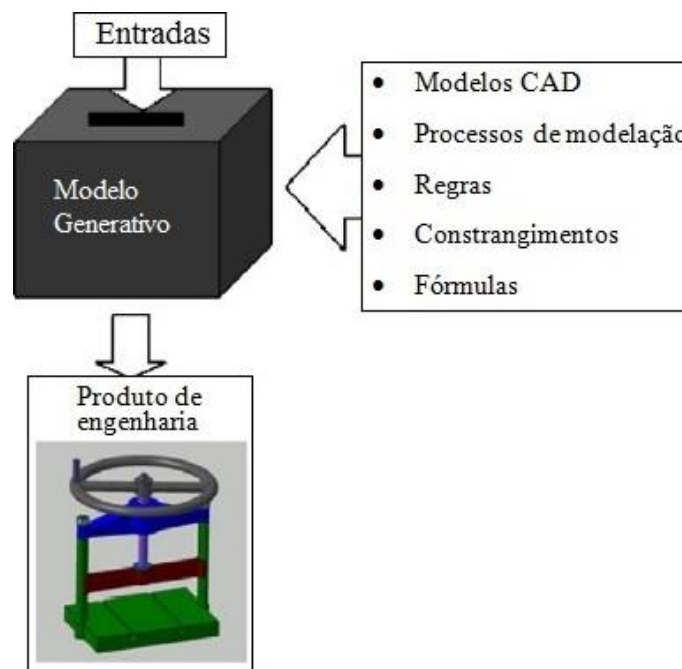 Entradas
Modelo
Generativo
• Modelos CAD
• Processos de modelação
• Regras
• Constrangimentos
• Fórmulas
Produto de
engenharia